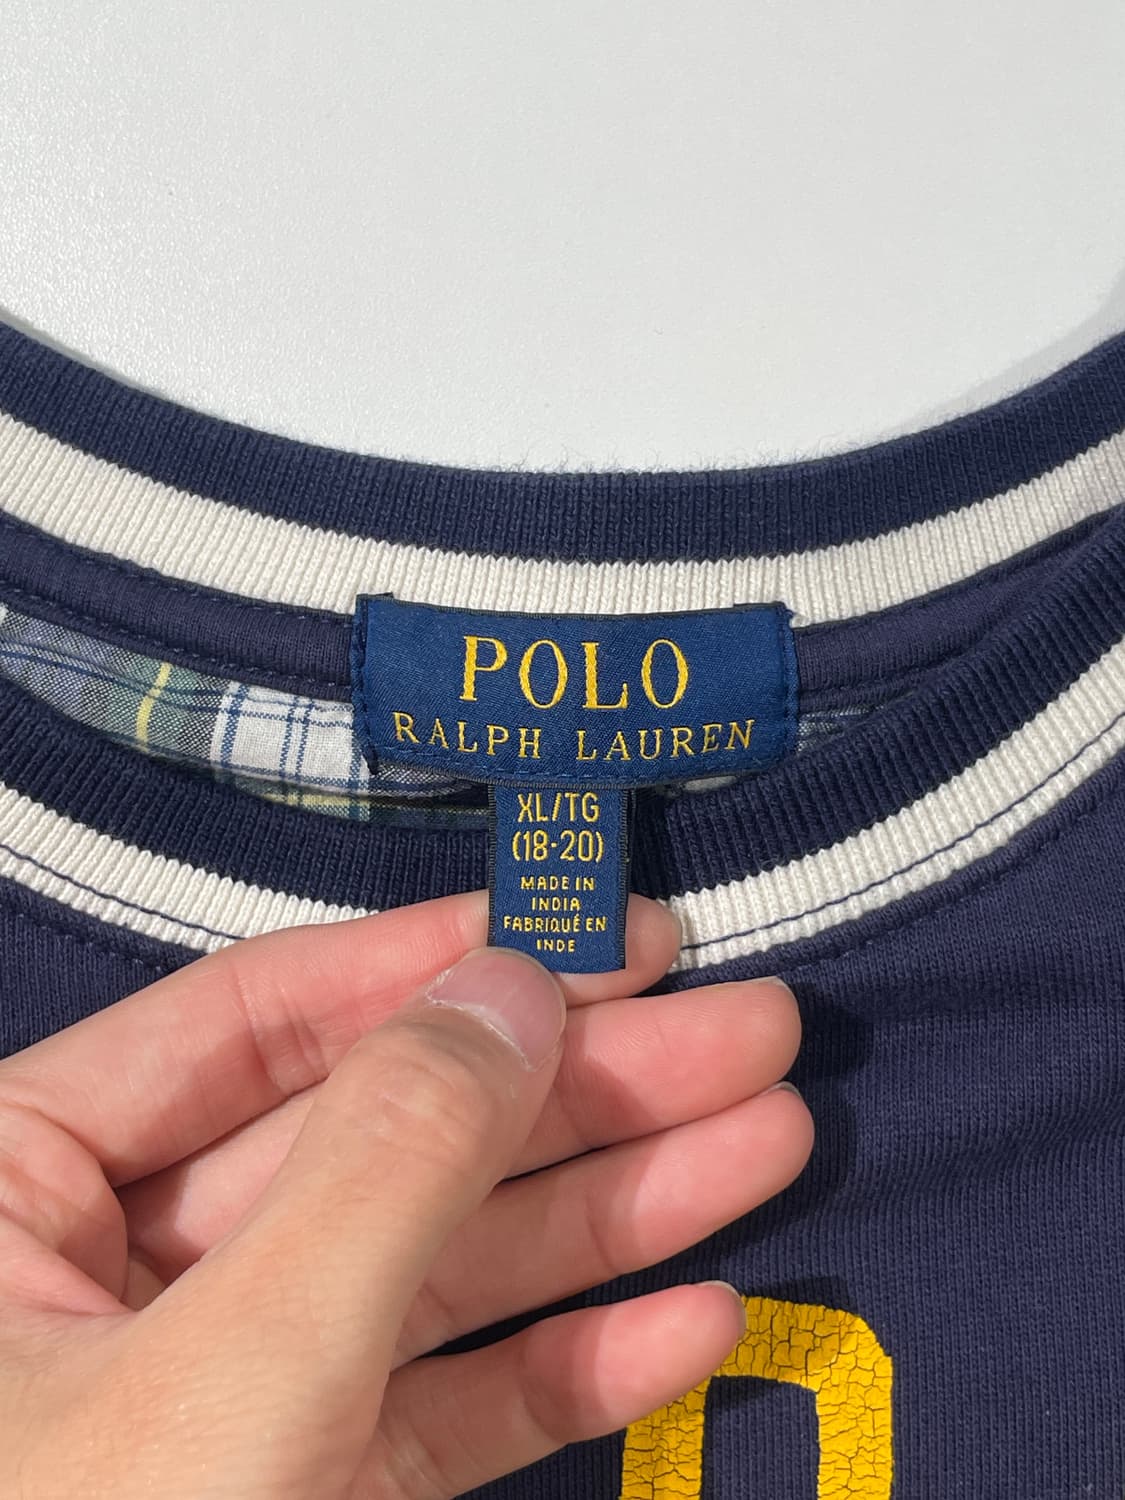 POLO
RALPH LAUREN
XL/TG
(18-20)
MADE IN
INDIA
FABRIQUÉ EN
INDE